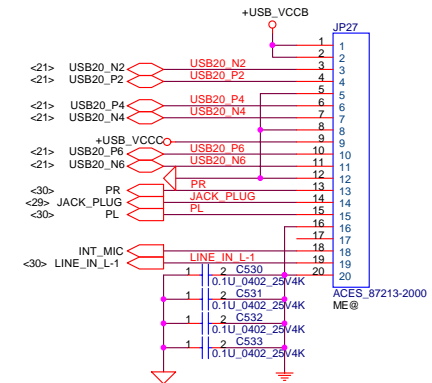 +USB_VCCB
JP27
1 1
2 2
<21> USB20_N2 USB20_N2 3 3
<21> USB20_P2 USB20_P2 4 4
5 5
<21> USB20_P4 USB20_P4 6 6
<21> USB20_N4 USB20_N4 7 7
8 8
+USB_VCCC 9 9
<21> USB20_P6 USB20_P6 10 10
<21> USB20_N6 USB20_N6 11 11
12 12
<30> PR PR 13 13
<29> JACK_PLUG JACK_PLUG 14 14
<30> PL PL 15 15
16 16
17 17
INT_MIC 18 18
<30> LINE_IN_L-1 LINE_IN_L-1 19 19
20 20
1 2 C530
0.1U_0402_25V4K
ACES_87213-2000
ME@
1 2 C531
0.1U_0402_25V4K
1 2 C532
0.1U_0402_25V4K
1 2 C533
0.1U_0402_25V4K